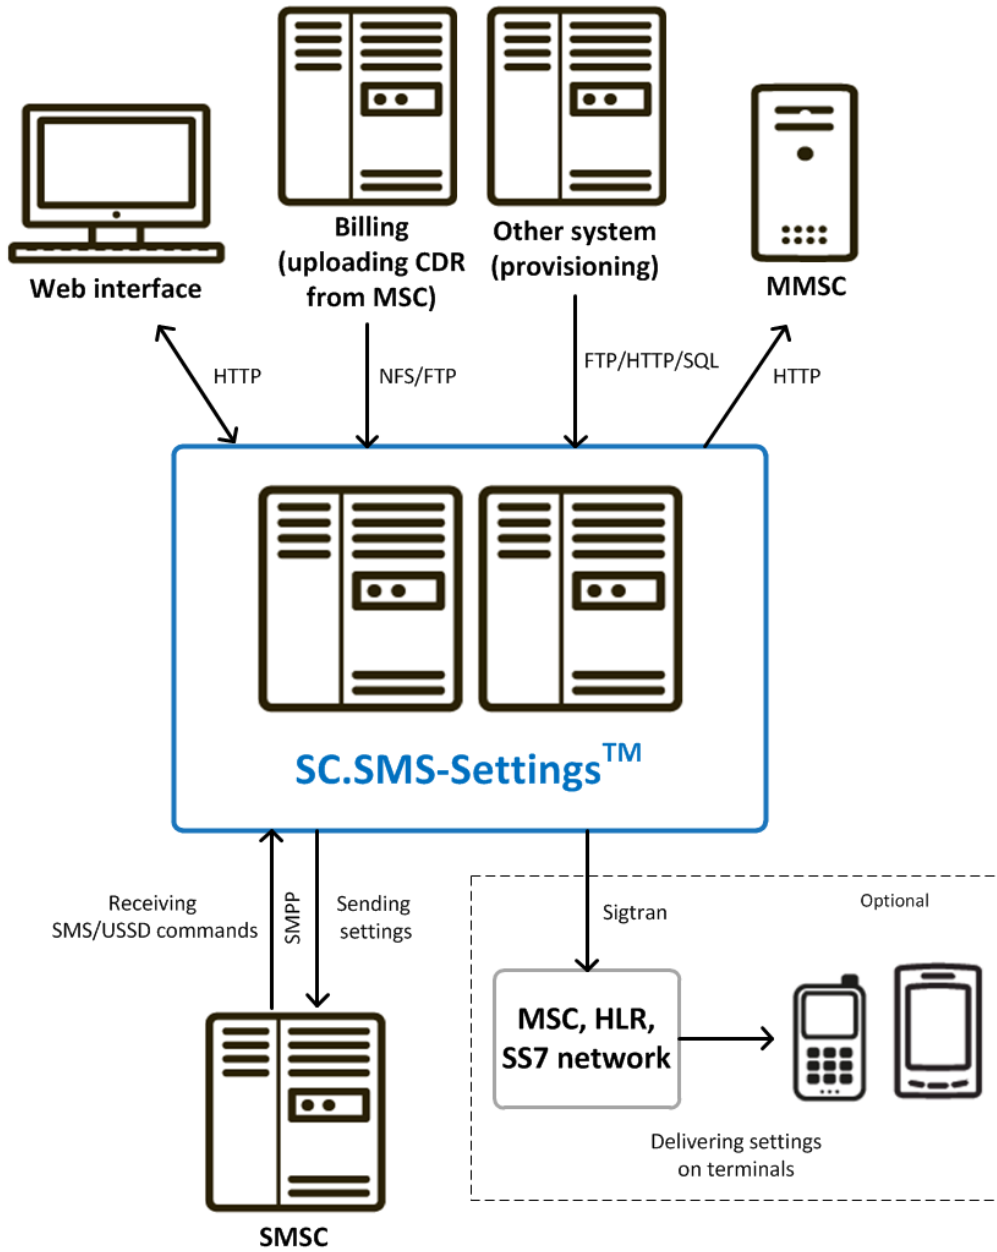 Web interface
Billing
(uploading CDR
from MSC)
Other system
(provisioning)
MMSC
HTTP
NFS/FTP
FTP/HTTP/SQL
HTTP
SC.SMS-Settings™
Receiving
SMS/USSD commands
SMPP
Sending
settings
Sigtran
Optional
MSC, HLR,
SS7 network
Delivering settings
on terminals
SMSC